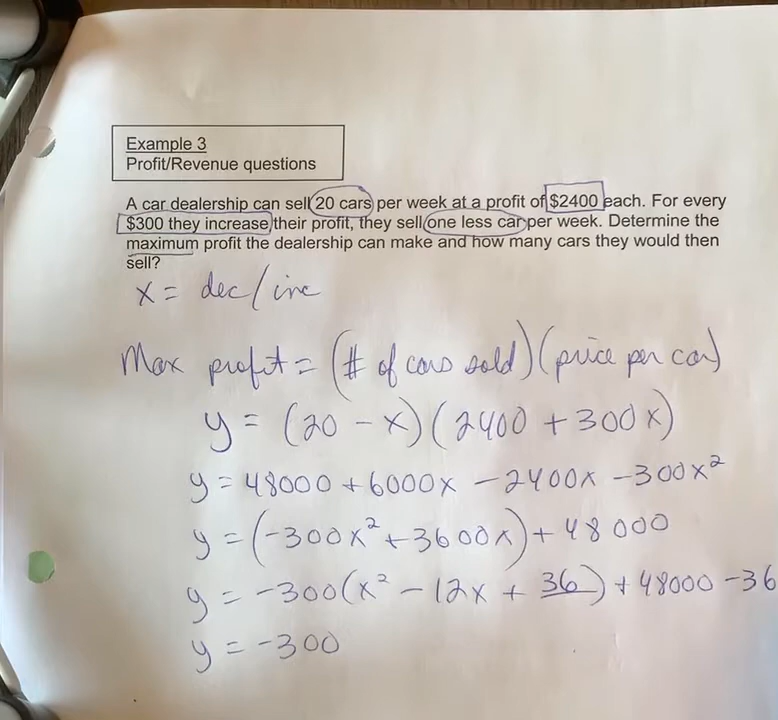 Example 3
Profit/Revenue questions
A car dealership can sell 20 cars per week at a profit of $2400 each. For every
$300 they increase their profit, they sell one less car per week. Determine the
maximum profit the dealership can make and how many cars they would then
sell?
x = dec/inc
Max profit = (# of cars sold)(price per car)
y = (20 - x)(2400 + 300x)
y = 48000 + 6000x - 2400x - 300x²
y = (-300x² + 3600x) + 48000
y = -300(x² - 12x + 36) + 48000 - 36
y = -300